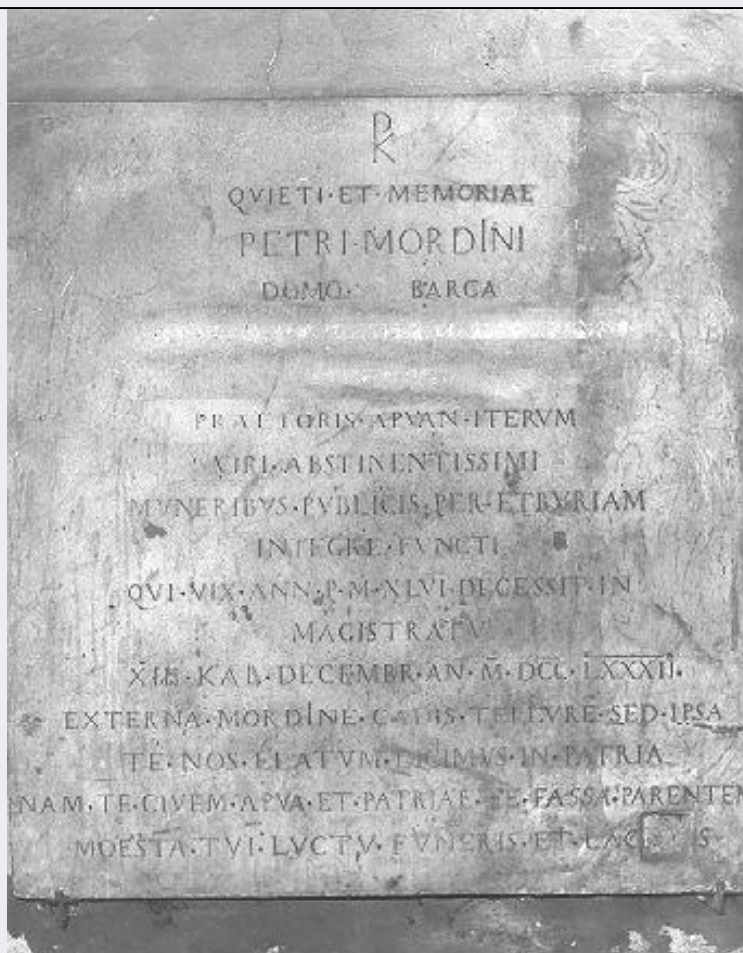 QVIETI·ET·MEMORIAE
PETRI·MORDINI
DOMO· BARGA
PRAETORIS·APVAN·ITERVM
VIRI·ABSTINENTISSIMI
MVNERIBVS·PVBLICIS·PER·ETRVRIAM
INTEGRE·FVNCTI
QVI·VIX·ANN·P·M·XLVI·DECESSIT·IN
MAGISTRATV
KAL·DECEMBR·AN·M·DCC·LXXXII·
EXTERNA·MORDINE·CADIS·TELLVRE·SED·IPSA
TE·NOS·ELATVM·DICIMVS·IN·PATRIA
NAM·TE·CIVEM·APVA·ET·PATRIAE·TE·FASSA·PARENTEM
MOESTA·TVI·LVCTV·FVNERIS·ET